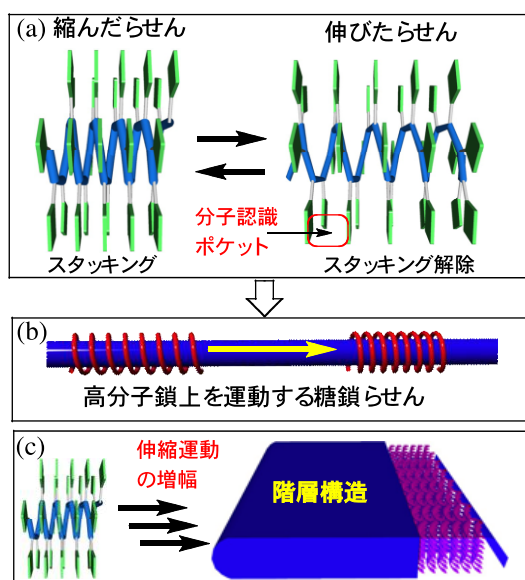 (a) 縮んだらせん 伸びたらせん
分子認識
ポケット
スタッキング スタッキング解除
(b)
高分子鎖上を運動する糖鎖らせん
(c)
伸縮運動
の増幅
階層構造